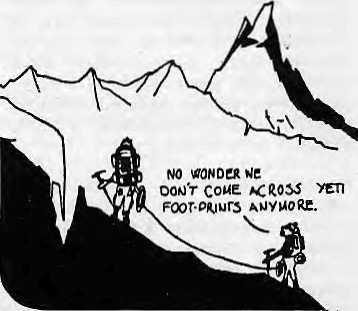 NO WONDER WE
DON'T COME ACROSS YETI
FOOT-PRINTS ANYMORE.